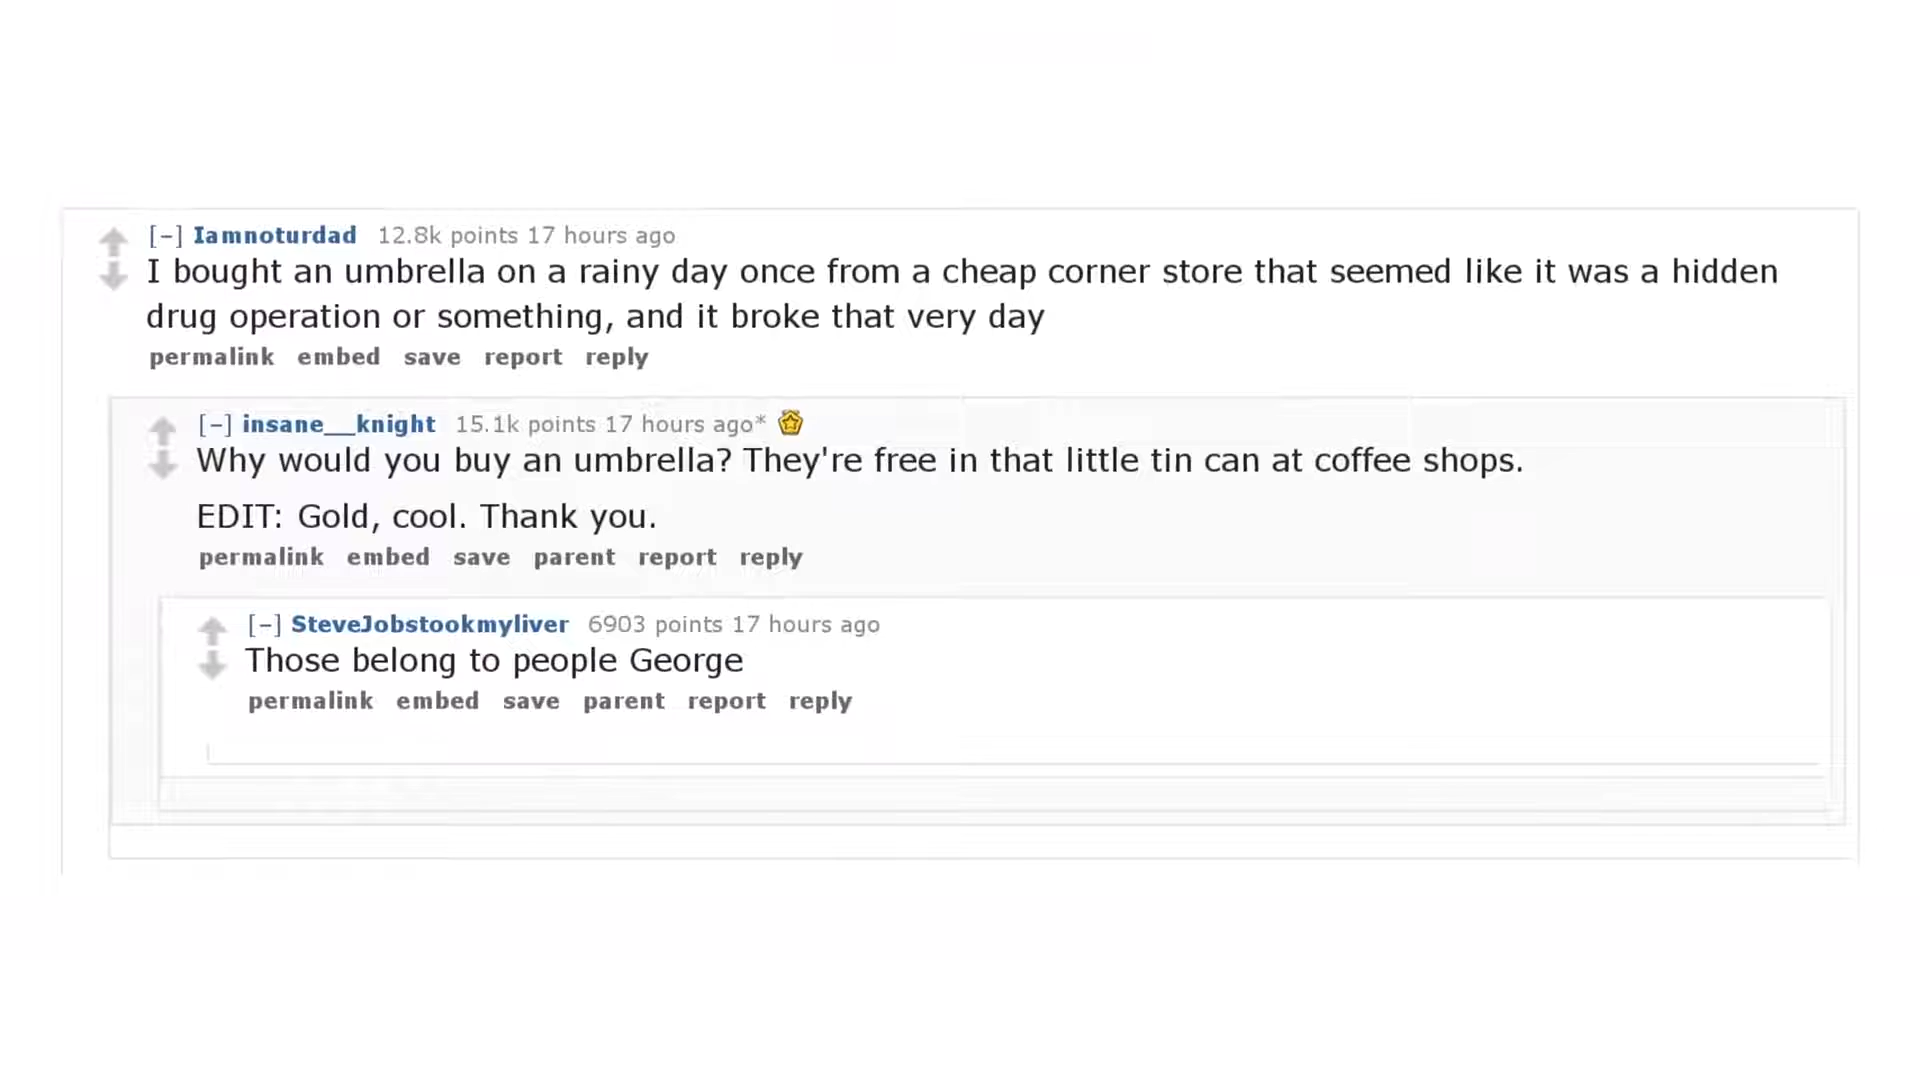 [-] Iamnoturdad 12.8k points 17 hours ago
I bought an umbrella on a rainy day once from a cheap corner store that seemed like it was a hidden
drug operation or something, and it broke that very day
permalink embed save report reply
[-] insane__knight 15.1k points 17 hours ago*
Why would you buy an umbrella? They're free in that little tin can at coffee shops.
EDIT: Gold, cool. Thank you.
permalink embed save parent report reply
[-] SteveJobstookmyliver 6903 points 17 hours ago
Those belong to people George
permalink embed save parent report reply